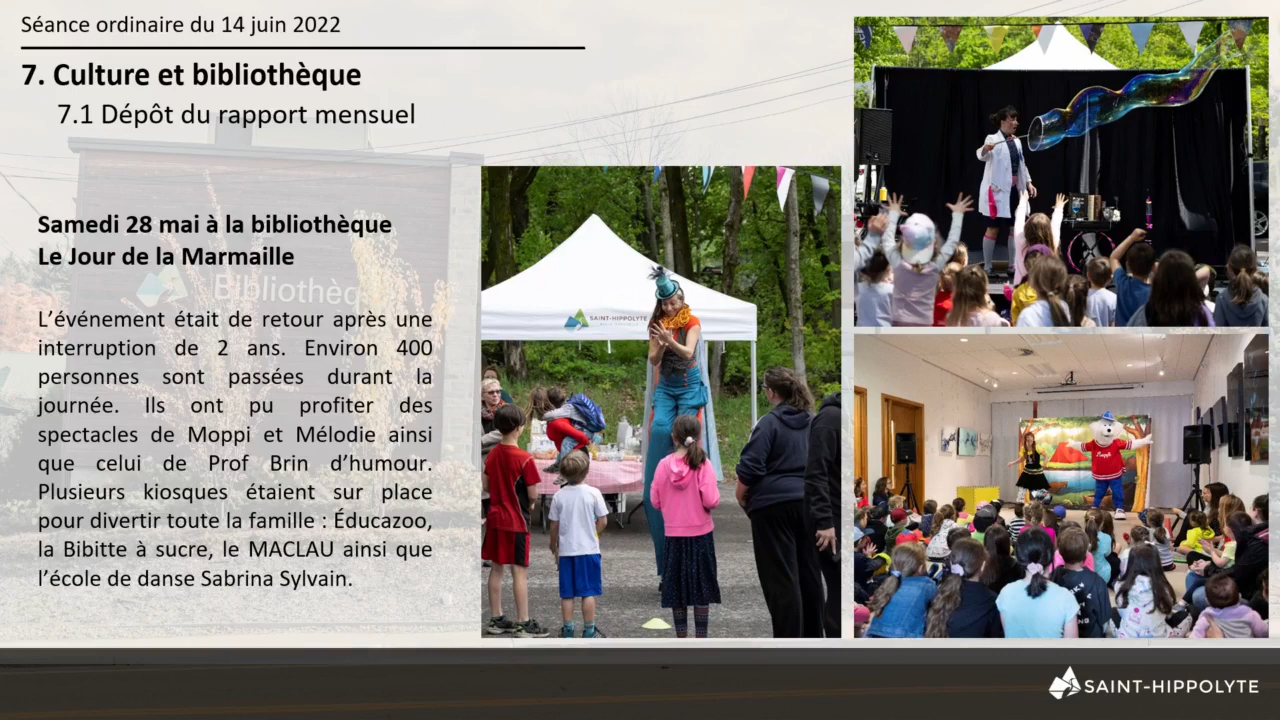 Séance ordinaire du 14 juin 2022
7. Culture et bibliothèque
7.1 Dépôt du rapport mensuel
Samedi 28 mai à la bibliothèque
Le Jour de la Marmaille
Bibliothèq
L’événement était de retour après une
interruption de 2 ans. Environ 400
personnes sont passées durant la
journée. Ils ont pu profiter des
spectacles de Moppi et Mélodie ainsi
que celui de Prof Brin d’humour.
Plusieurs kiosques étaient sur place
pour divertir toute la famille : Éducazoo,
la Bibitte à sucre, le MACLAU ainsi que
l’école de danse Sabrina Sylvain.
SAINT-HIPPOLYTE
SAINT-HIPPOLYTE